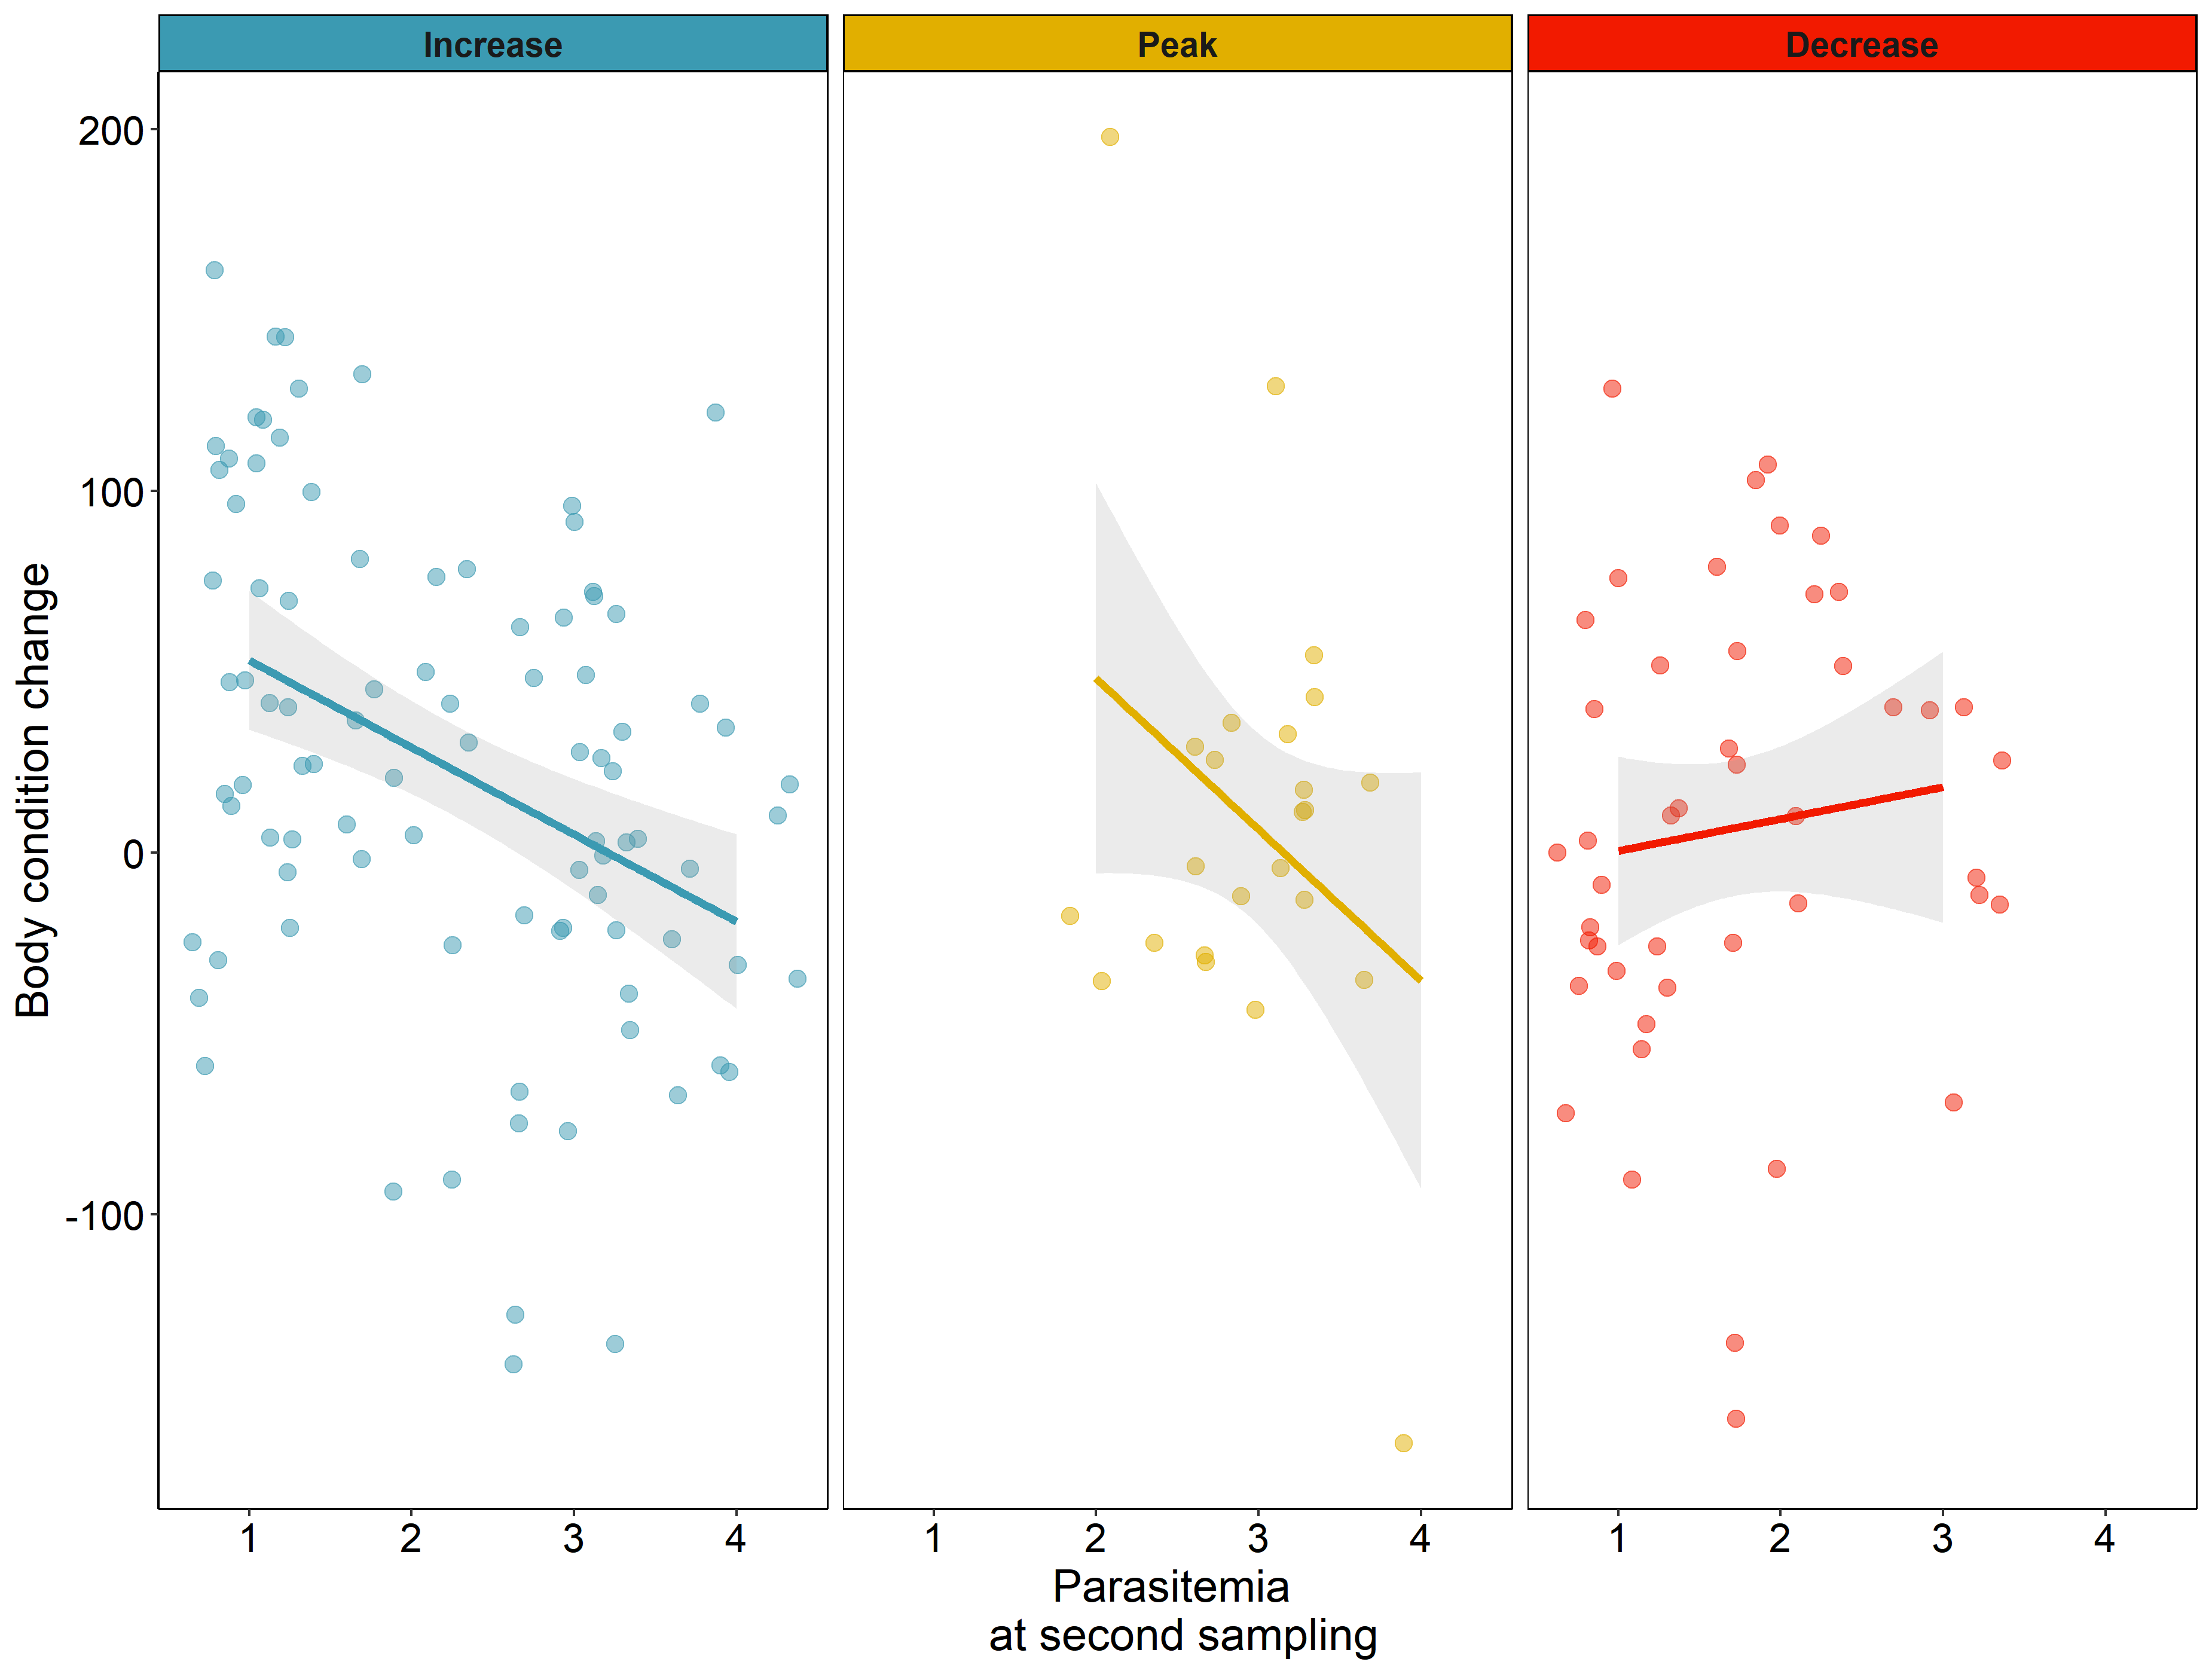 Increase Peak Decrease
200
100
0
-100
Body condition change
1 2 3 4 1 2 3 4 1 2 3 4
Parasitemia
at second sampling